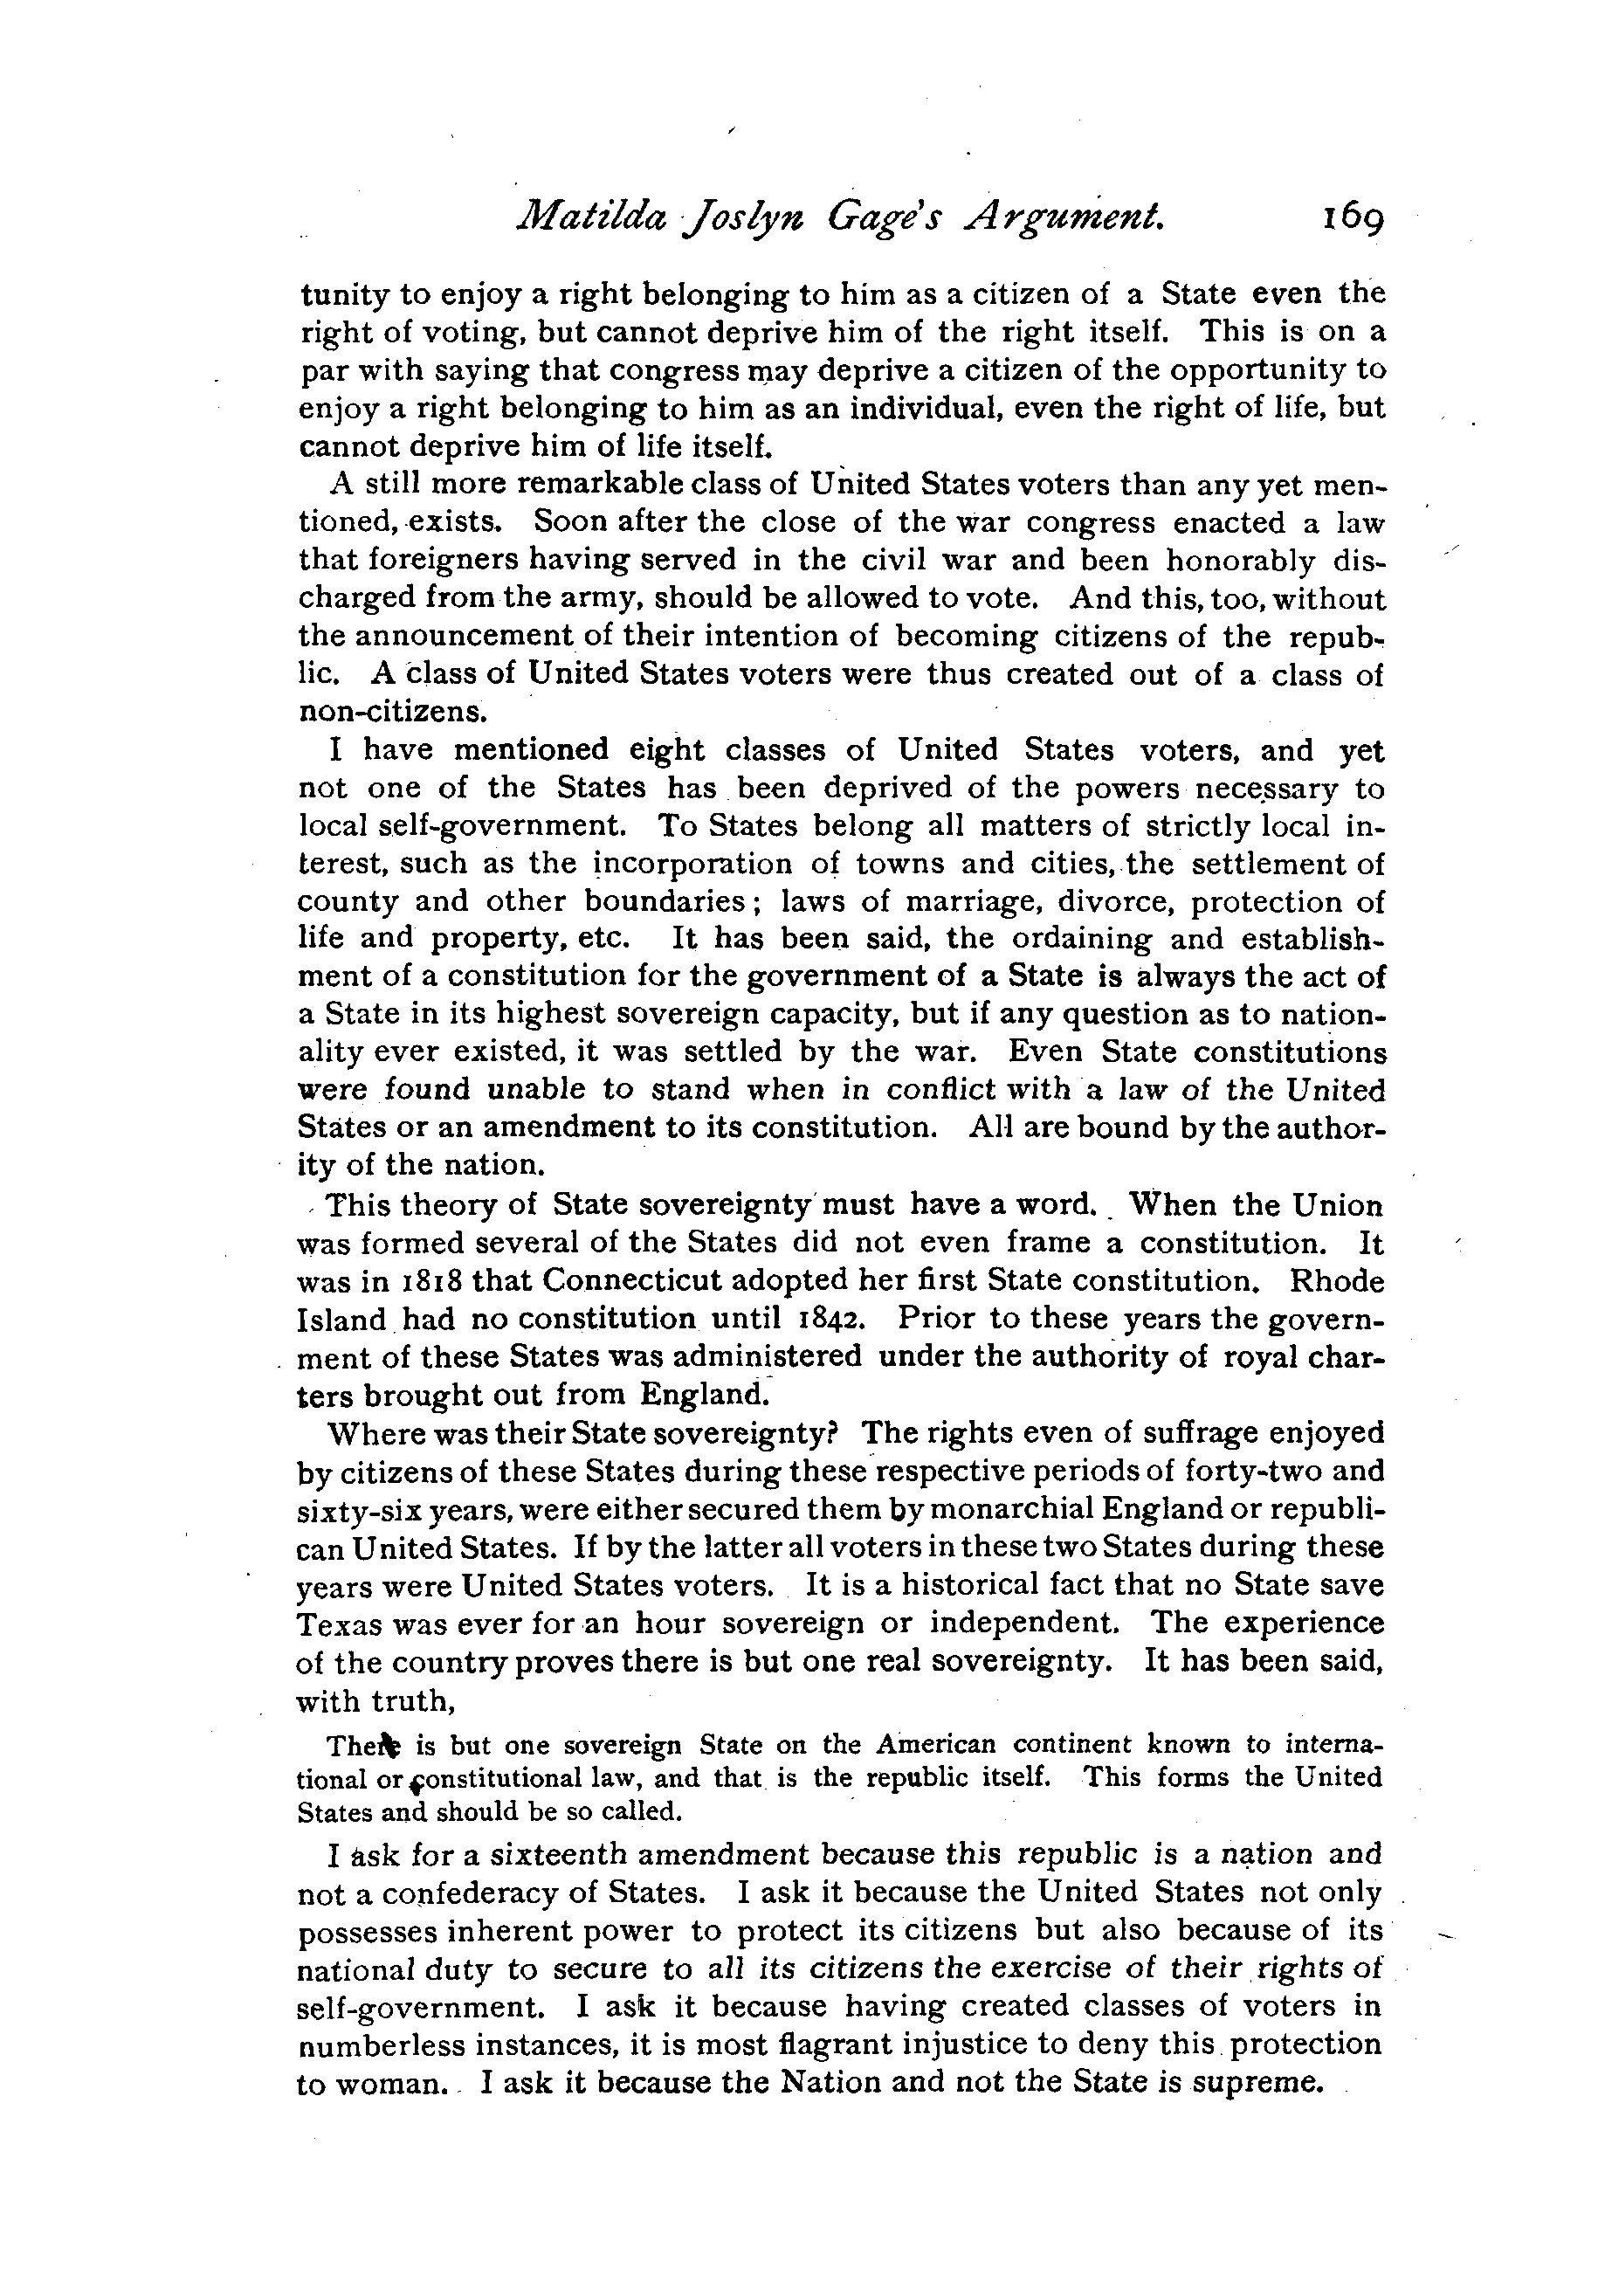 Matilda Joslyn Gage's Argument. 169
tunity to enjoy a right belonging to him as a citizen of a State even the
right of voting, but cannot deprive him of the right itself. This is on a
par with saying that congress may deprive a citizen of the opportunity to
enjoy a right belonging to him as an individual, even the right of life, but
cannot deprive him of life itself.
A still more remarkable class of United States voters than any yet men-
tioned, exists. Soon after the close of the war congress enacted a law
that foreigners having served in the civil war and been honorably dis-
charged from the army, should be allowed to vote. And this, too, without
the announcement of their intention of becoming citizens of the repub-
lic. A class of United States voters were thus created out of a class of
non-citizens.
I have mentioned eight classes of United States voters, and yet
not one of the States has been deprived of the powers necessary to
local self-government. To States belong all matters of strictly local in-
terest, such as the incorporation of towns and cities, the settlement of
county and other boundaries; laws of marriage, divorce, protection of
life and property, etc. It has been said, the ordaining and establish-
ment of a constitution for the government of a State is always the act of
a State in its highest sovereign capacity, but if any question as to nation-
ality ever existed, it was settled by the war. Even State constitutions
were found unable to stand when in conflict with a law of the United
States or an amendment to its constitution. All are bound by the author-
ity of the nation.
This theory of State sovereignty must have a word. When the Union
was formed several of the States did not even frame a constitution. It
was in 1818 that Connecticut adopted her first State constitution. Rhode
Island had no constitution until 1842. Prior to these years the govern-
ment of these States was administered under the authority of royal char-
ters brought out from England.
Where was their State sovereignty? The rights even of suffrage enjoyed
by citizens of these States during these respective periods of forty-two and
sixty-six years, were either secured them by monarchial England or republi-
can United States. If by the latter all voters in these two States during these
years were United States voters. It is a historical fact that no State save
Texas was ever for an hour sovereign or independent. The experience
of the country proves there is but one real sovereignty. It has been said,
with truth,
There is but one sovereign State on the American continent known to interna-
tional or constitutional law, and that is the republic itself. This forms the United
States and should be so called.
I ask for a sixteenth amendment because this republic is a nation and
not a confederacy of States. I ask it because the United States not only
possesses inherent power to protect its citizens but also because of its
national duty to secure to all its citizens the exercise of their rights of
self-government. I ask it because having created classes of voters in
numberless instances, it is most flagrant injustice to deny this protection
to woman. I ask it because the Nation and not the State is supreme.